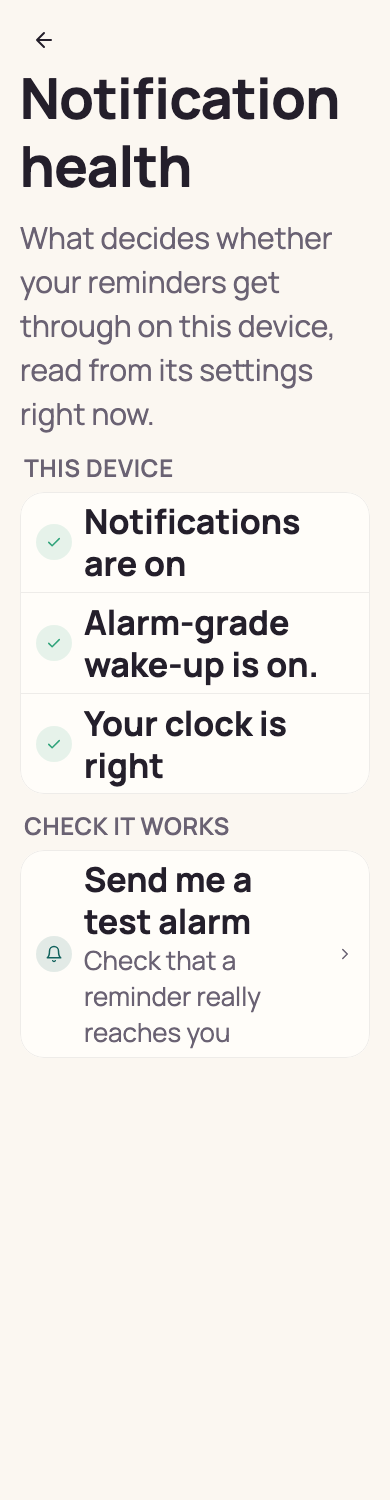 Notification
health
What decides whether
your reminders get
through on this device,
read from its settings
right now.
THIS DEVICE
Notifications
are on
Alarm-grade
wake-up is on.
Your clock is
right
CHECK IT WORKS
Send me a
test alarm
Check that a
reminder really
reaches you